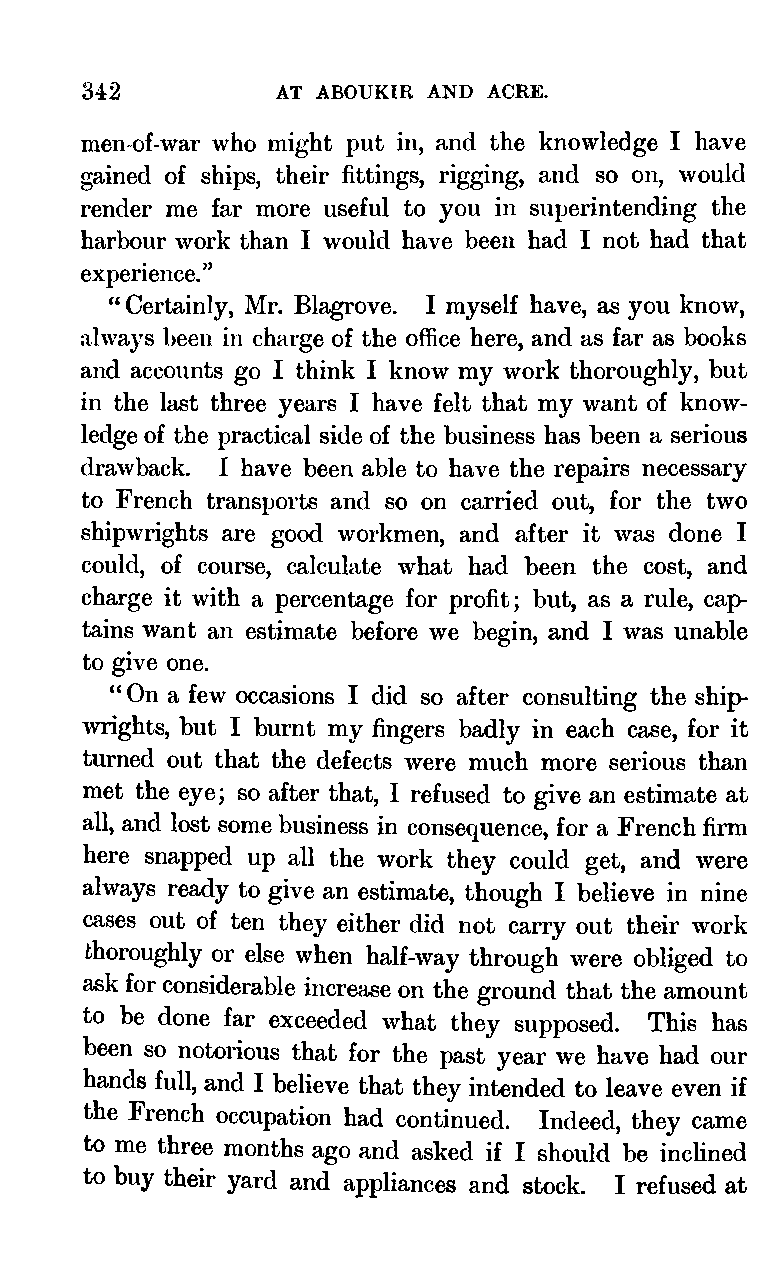 342 AT ABOUKIR AND ACRE.
men-of-war who might put in, and the knowledge I have
gained of ships, their fittings, rigging, and so on, would
render me far more useful to you in superintending the
harbour work than I would have been had I not had that
experience.”
“Certainly, Mr. Blagrove. I myself have, as you know,
always been in charge of the office here, and as far as books
and accounts go I think I know my work thoroughly, but
in the last three years I have felt that my want of know-
ledge of the practical side of the business has been a serious
drawback. I have been able to have the repairs necessary
to French transports and so on carried out, for the two
shipwrights are good workmen, and after it was done I
could, of course, calculate what had been the cost, and
charge it with a percentage for profit; but, as a rule, cap-
tains want an estimate before we begin, and I was unable
to give one.
“On a few occasions I did so after consulting the ship-
wrights, but I burnt my fingers badly in each case, for it
turned out that the defects were much more serious than
met the eye; so after that, I refused to give an estimate at
all, and lost some business in consequence, for a French firm
here snapped up all the work they could get, and were
always ready to give an estimate, though I believe in nine
cases out of ten they either did not carry out their work
thoroughly or else when half-way through were obliged to
ask for considerable increase on the ground that the amount
to be done far exceeded what they supposed. This has
been so notorious that for the past year we have had our
hands full, and I believe that they intended to leave even if
the French occupation had continued. Indeed, they came
to me three months ago and asked if I should be inclined
to buy their yard and appliances and stock. I refused at